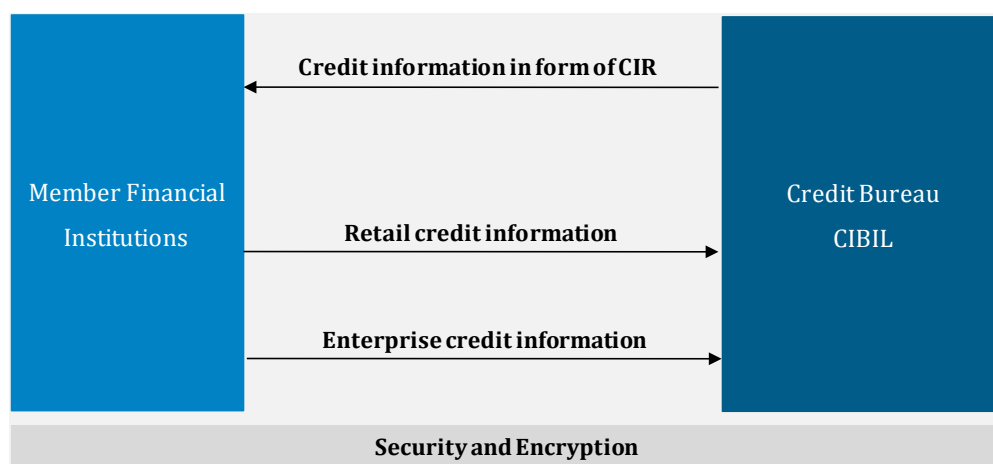 Credit information in form of CIR
Member Financial
Institutions
Credit Bureau
CIBIL
Retail credit information
Enterprise credit information
Security and Encryption